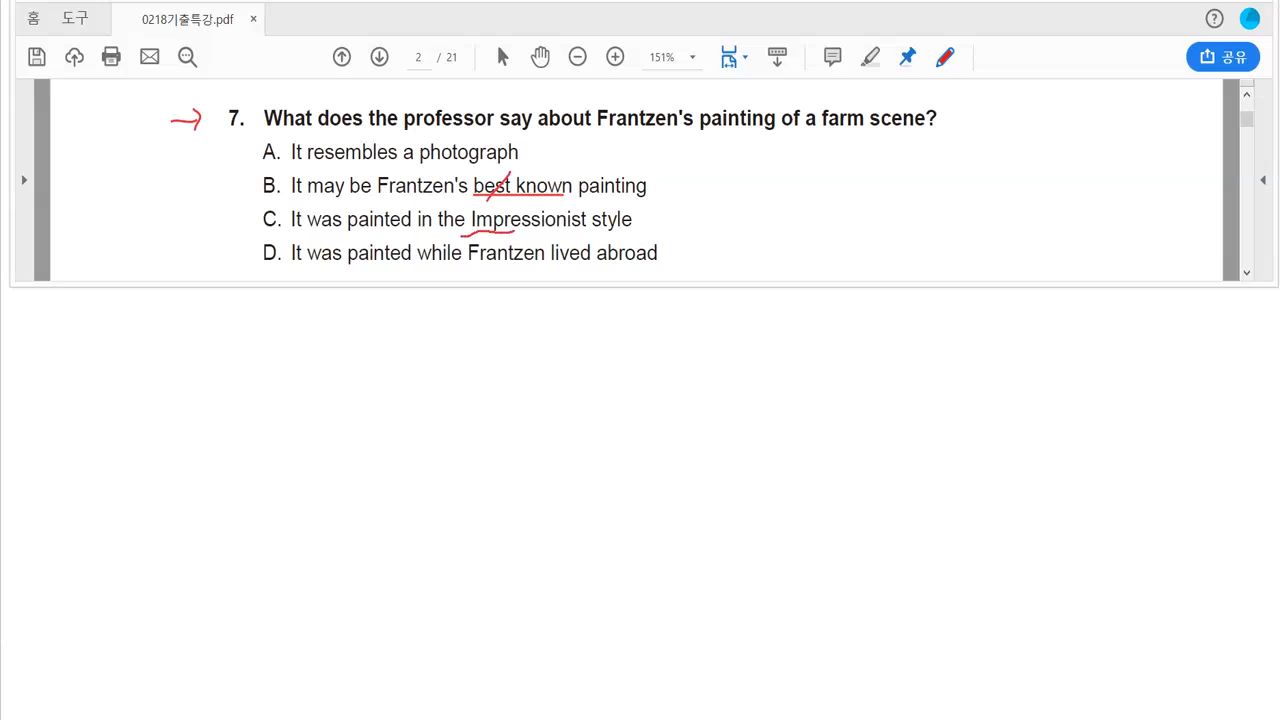 홈 도구 0218기출특강.pdf ×
2 / 21 151% 공유
7. What does the professor say about Frantzen's painting of a farm scene?
A. It resembles a photograph
B. It may be Frantzen's best known painting
C. It was painted in the Impressionist style
D. It was painted while Frantzen lived abroad